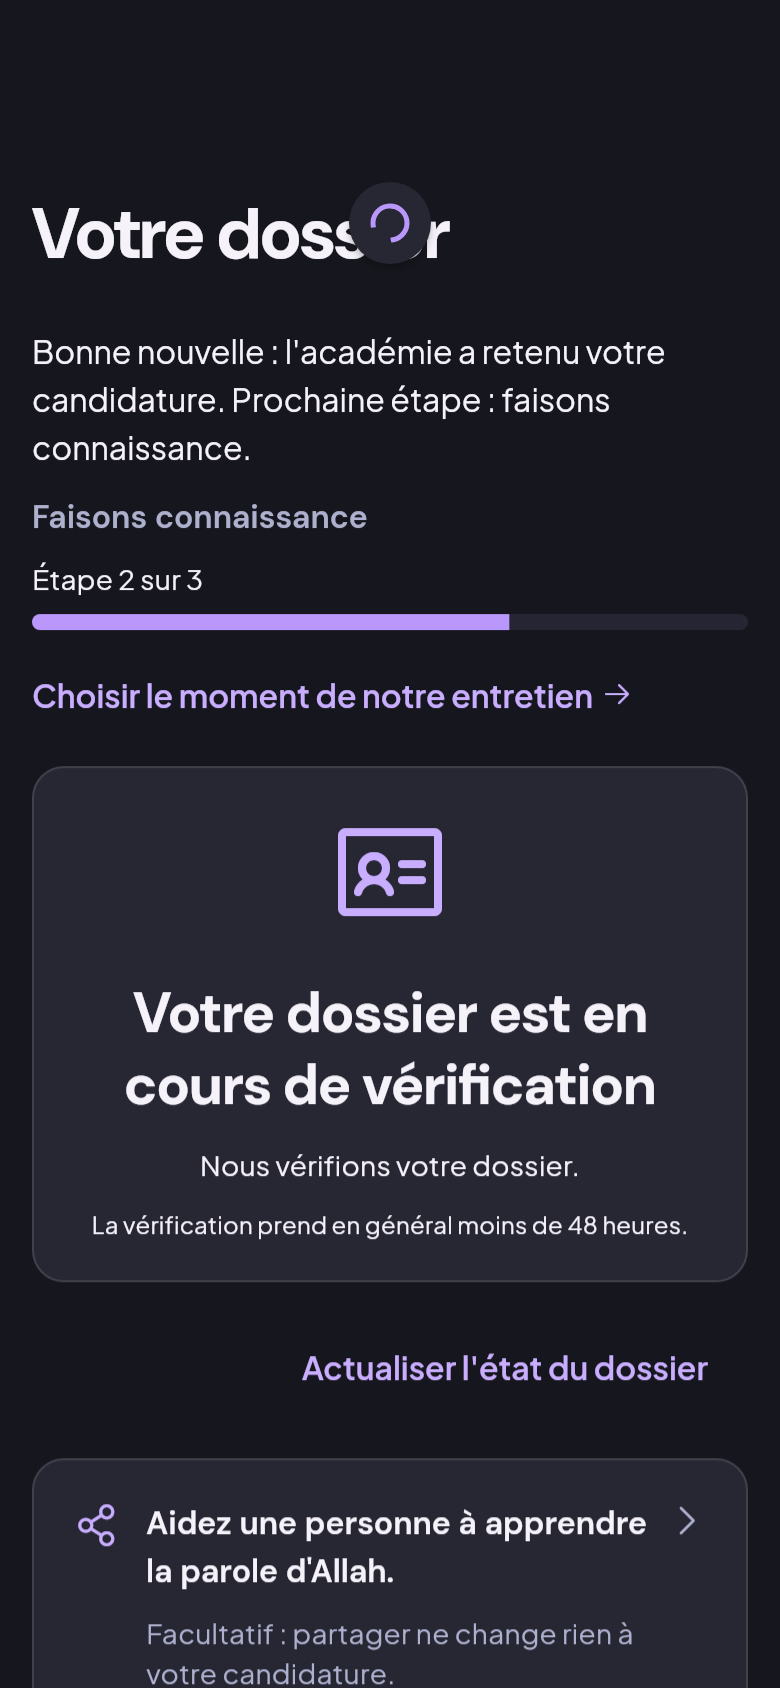 Votre dossier
Bonne nouvelle : l'académie a retenu votre
candidature. Prochaine étape : faisons
connaissance.
Faisons connaissance
Étape 2 sur 3
Choisir le moment de notre entretien →
Votre dossier est en
cours de vérification
Nous vérifions votre dossier.
La vérification prend en général moins de 48 heures.
Actualiser l'état du dossier
Aidez une personne à apprendre
la parole d'Allah.
Facultatif : partager ne change rien à
votre candidature.